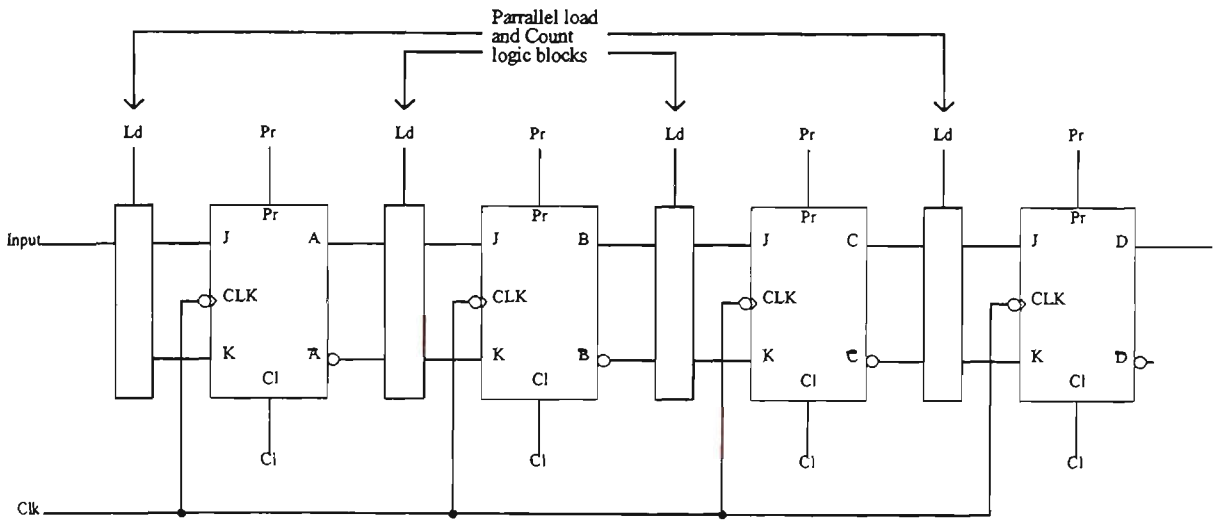 Parrallel load
and Count
logic blocks
Ld Pr Ld Pr Ld Pr Ld Pr
Pr Pr Pr Pr
Input J A J B J C J D
CLK CLK CLK CLK
K A̅ K B̅ K C̅ K D̅
Cl Cl Cl Cl
Cl Cl Cl Cl
Clk